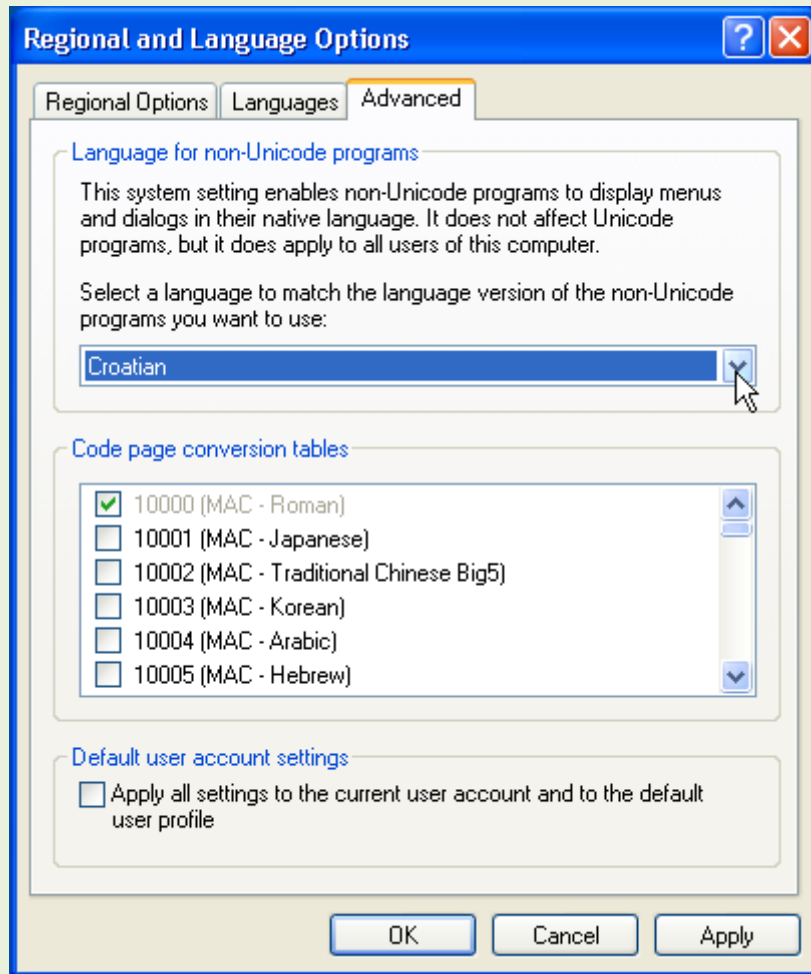 Regional and Language Options
Regional Options
Languages
Advanced
Language for non-Unicode programs
This system setting enables non-Unicode programs to display menus
and dialogs in their native language. It does not affect Unicode
programs, but it does apply to all users of this computer.
Select a language to match the language version of the non-Unicode
programs you want to use:
Croatian
Code page conversion tables
10000 (MAC - Roman)
10001 (MAC - Japanese)
10002 (MAC - Traditional Chinese Big5)
10003 (MAC - Korean)
10004 (MAC - Arabic)
10005 (MAC - Hebrew)
Default user account settings
Apply all settings to the current user account and to the default
user profile
OK
Cancel
Apply